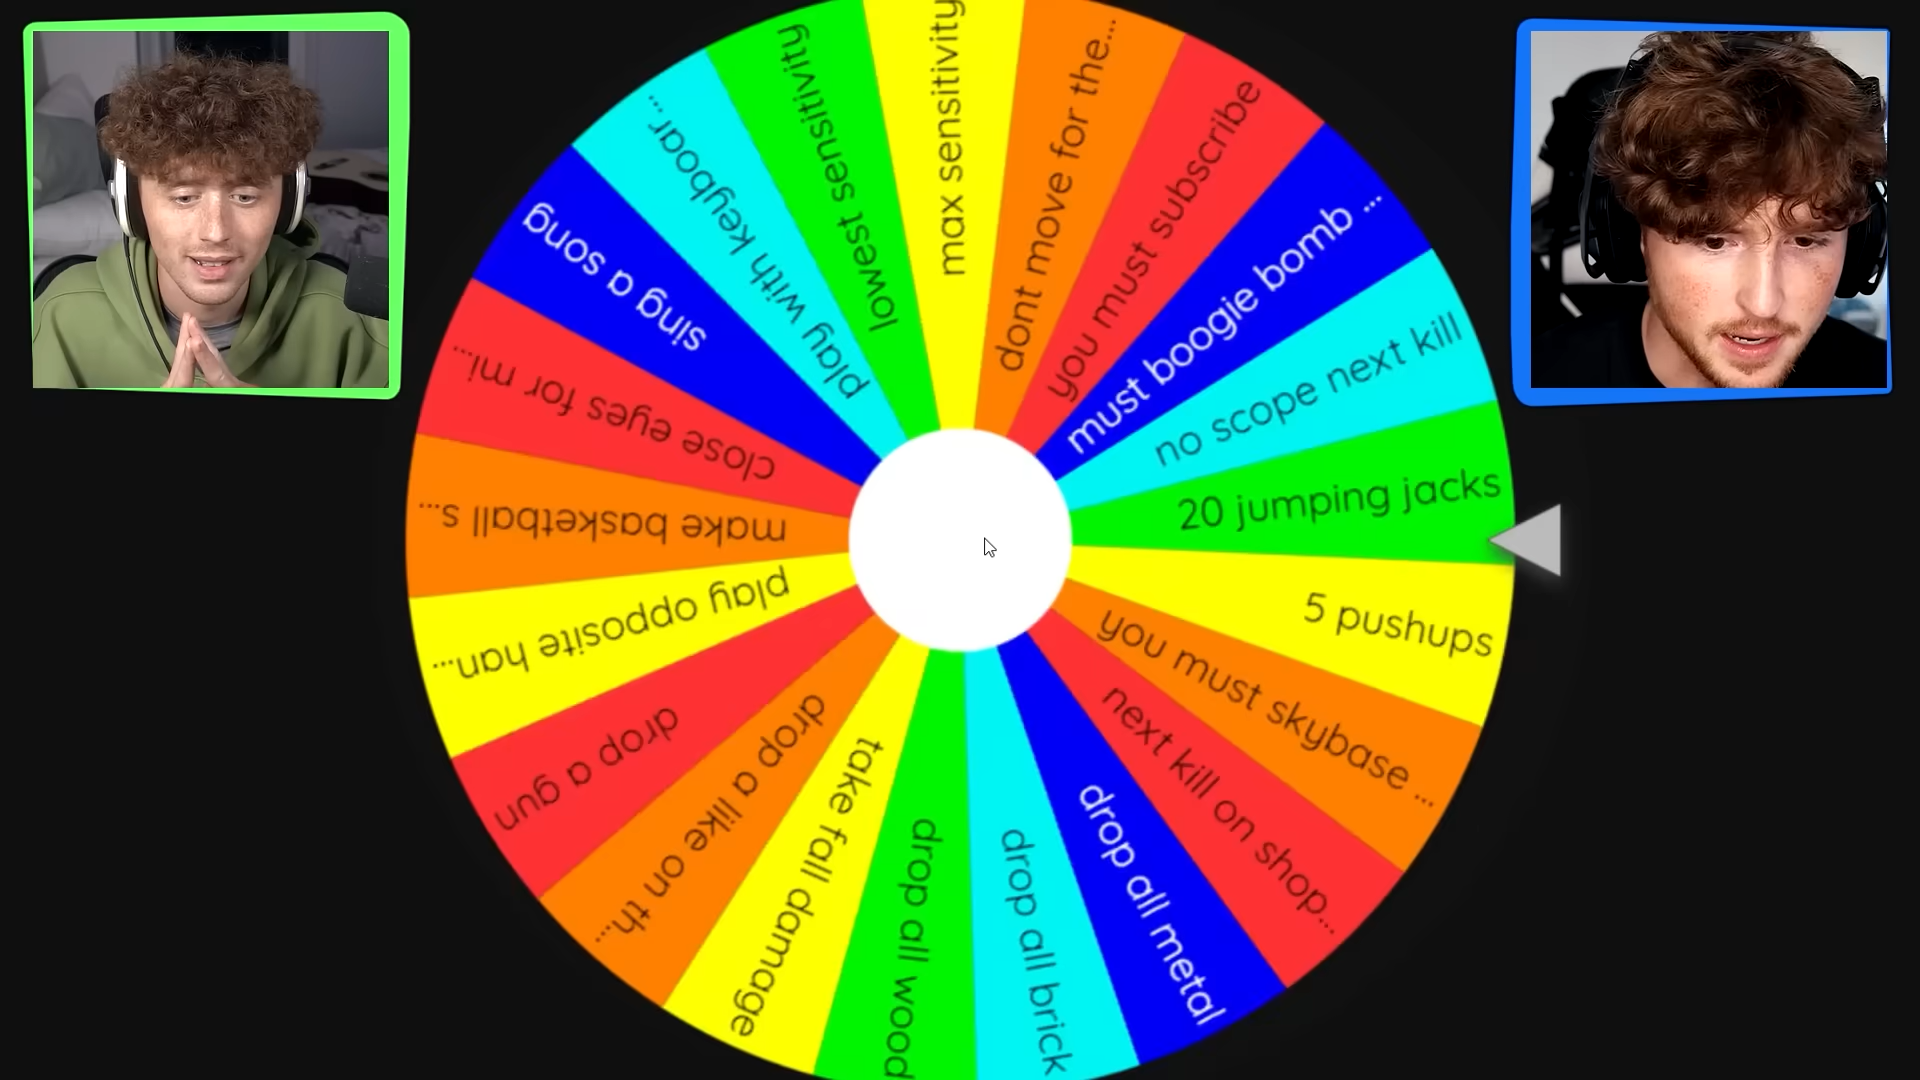 max sensitivity
dont move for the...
you must subscribe
must boogie bomb ...
no scope next kill
20 jumping jacks
5 pushups
you must skybase ...
next kill on shop...
drop all metal
drop all brick
drop all wood
take fall damage
drop a like on th...
drop a gun
play opposite han...
make basketball s...
close eyes for mi...
sing a song
play with keyboar...
lowest sensitivity